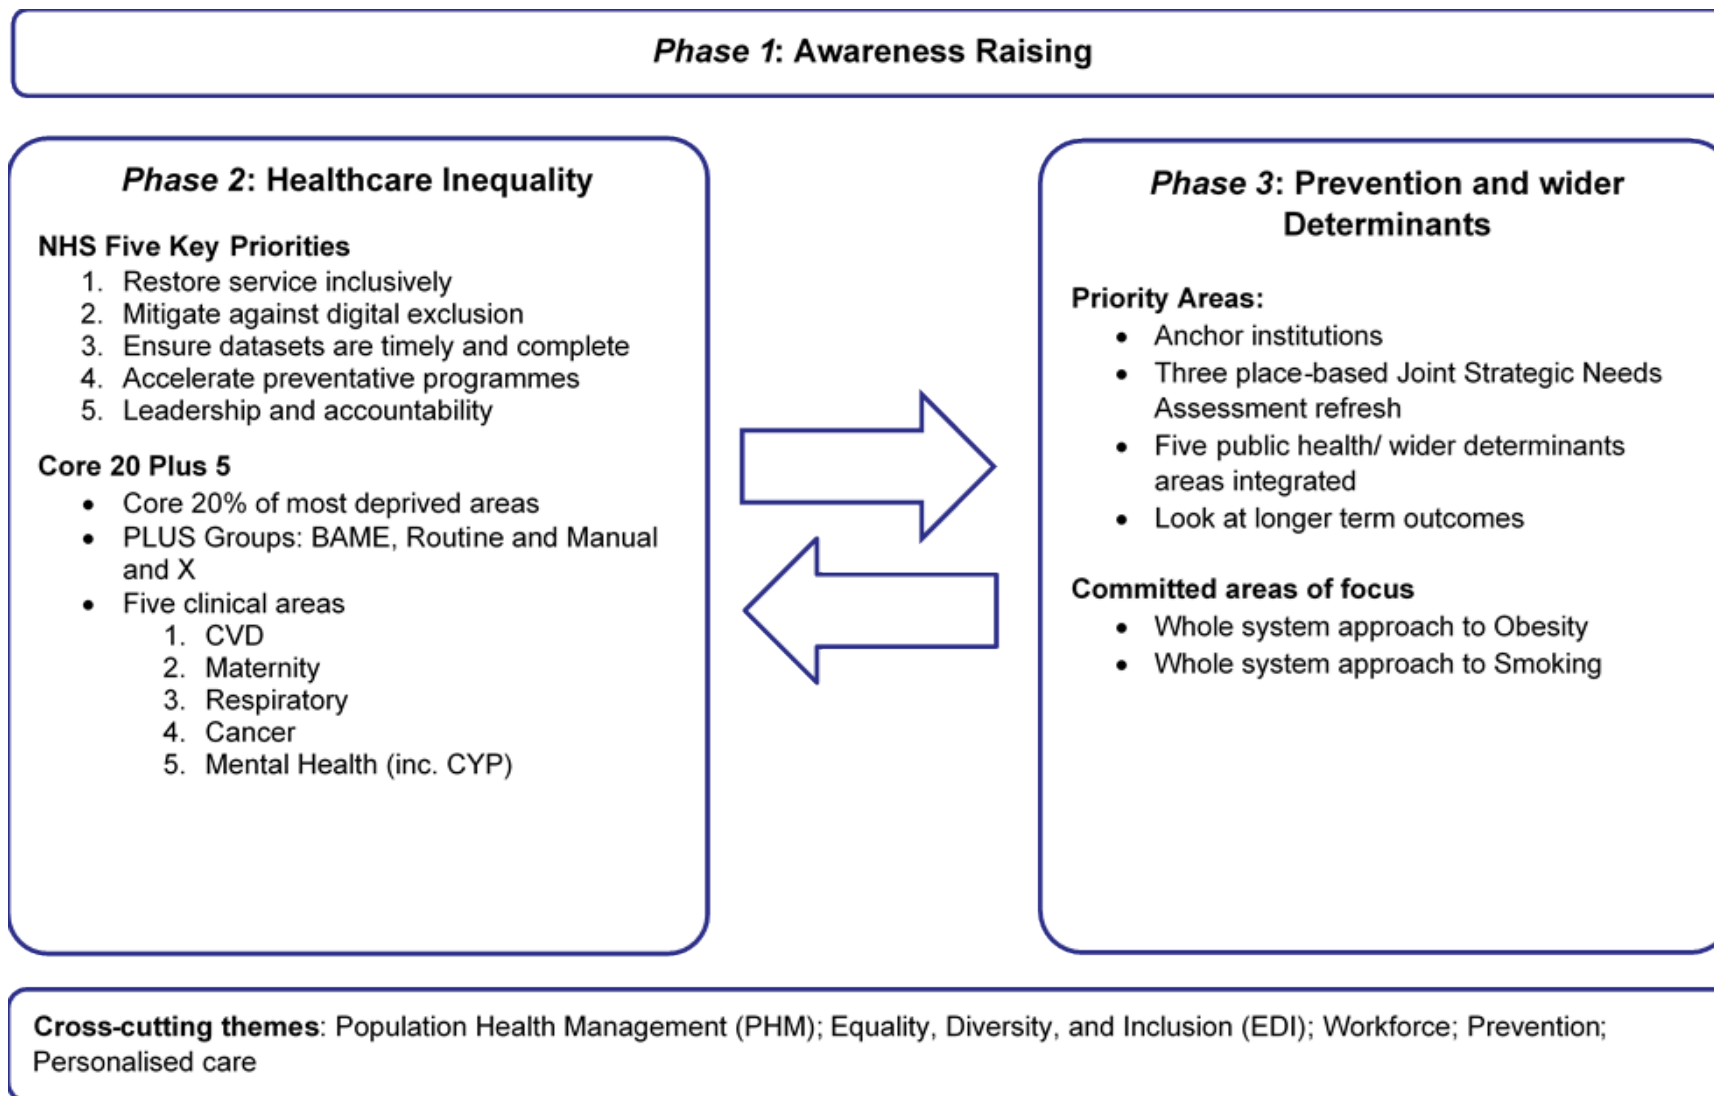 Phase 1: Awareness Raising
Phase 2: Healthcare Inequality
NHS Five Key Priorities
1. Restore service inclusively
2. Mitigate against digital exclusion
3. Ensure datasets are timely and complete
4. Accelerate preventative programmes
5. Leadership and accountability
Core 20 Plus 5
• Core 20% of most deprived areas
• PLUS Groups: BAME, Routine and Manual
and X
• Five clinical areas
1. CVD
2. Maternity
3. Respiratory
4. Cancer
5. Mental Health (inc. CYP)
Phase 3: Prevention and wider
Determinants
Priority Areas:
• Anchor institutions
• Three place-based Joint Strategic Needs
Assessment refresh
• Five public health/ wider determinants
areas integrated
• Look at longer term outcomes
Committed areas of focus
• Whole system approach to Obesity
• Whole system approach to Smoking
Cross-cutting themes: Population Health Management (PHM); Equality, Diversity, and Inclusion (EDI); Workforce; Prevention;
Personalised care